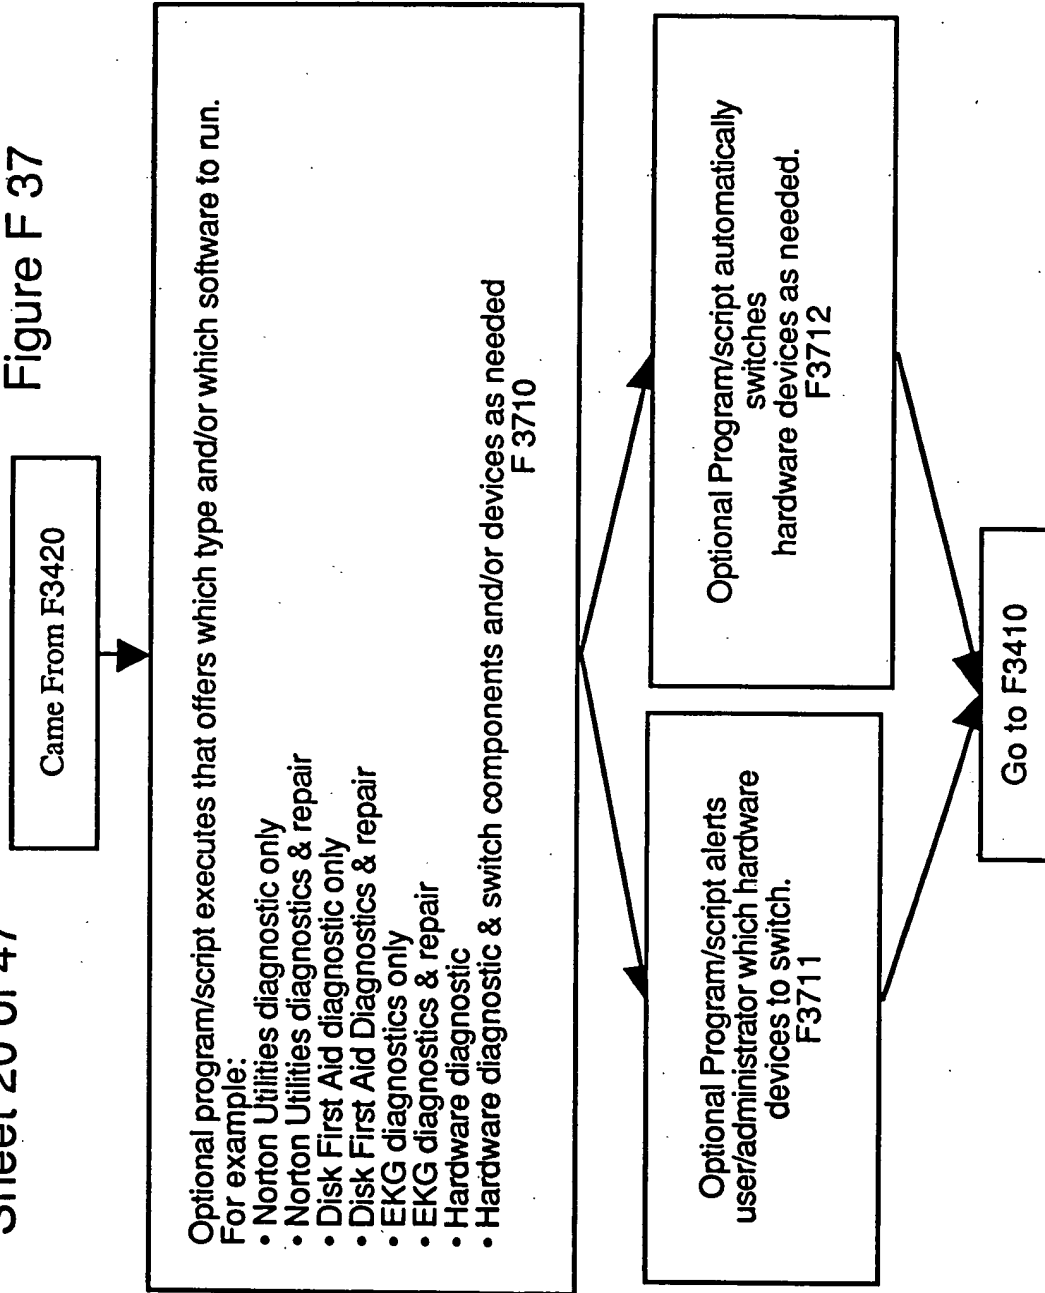 Sheet 20 of 47
Figure F 37
Came From F3420
Optional program/script executes that offers which type and/or which software to run.
For example:
• Norton Utilities diagnostic only
• Norton Utilities diagnostics & repair
• Disk First Aid diagnostic only
• Disk First Aid Diagnostics & repair
• EKG diagnostics only
• EKG diagnostics & repair
• Hardware diagnostic
• Hardware diagnostic & switch components and/or devices as needed
F 3710
Optional Program/script alerts
user/administrator which hardware
devices to switch.
F3711
Optional Program/script automatically
switches
hardware devices as needed.
F3712
Go to F3410